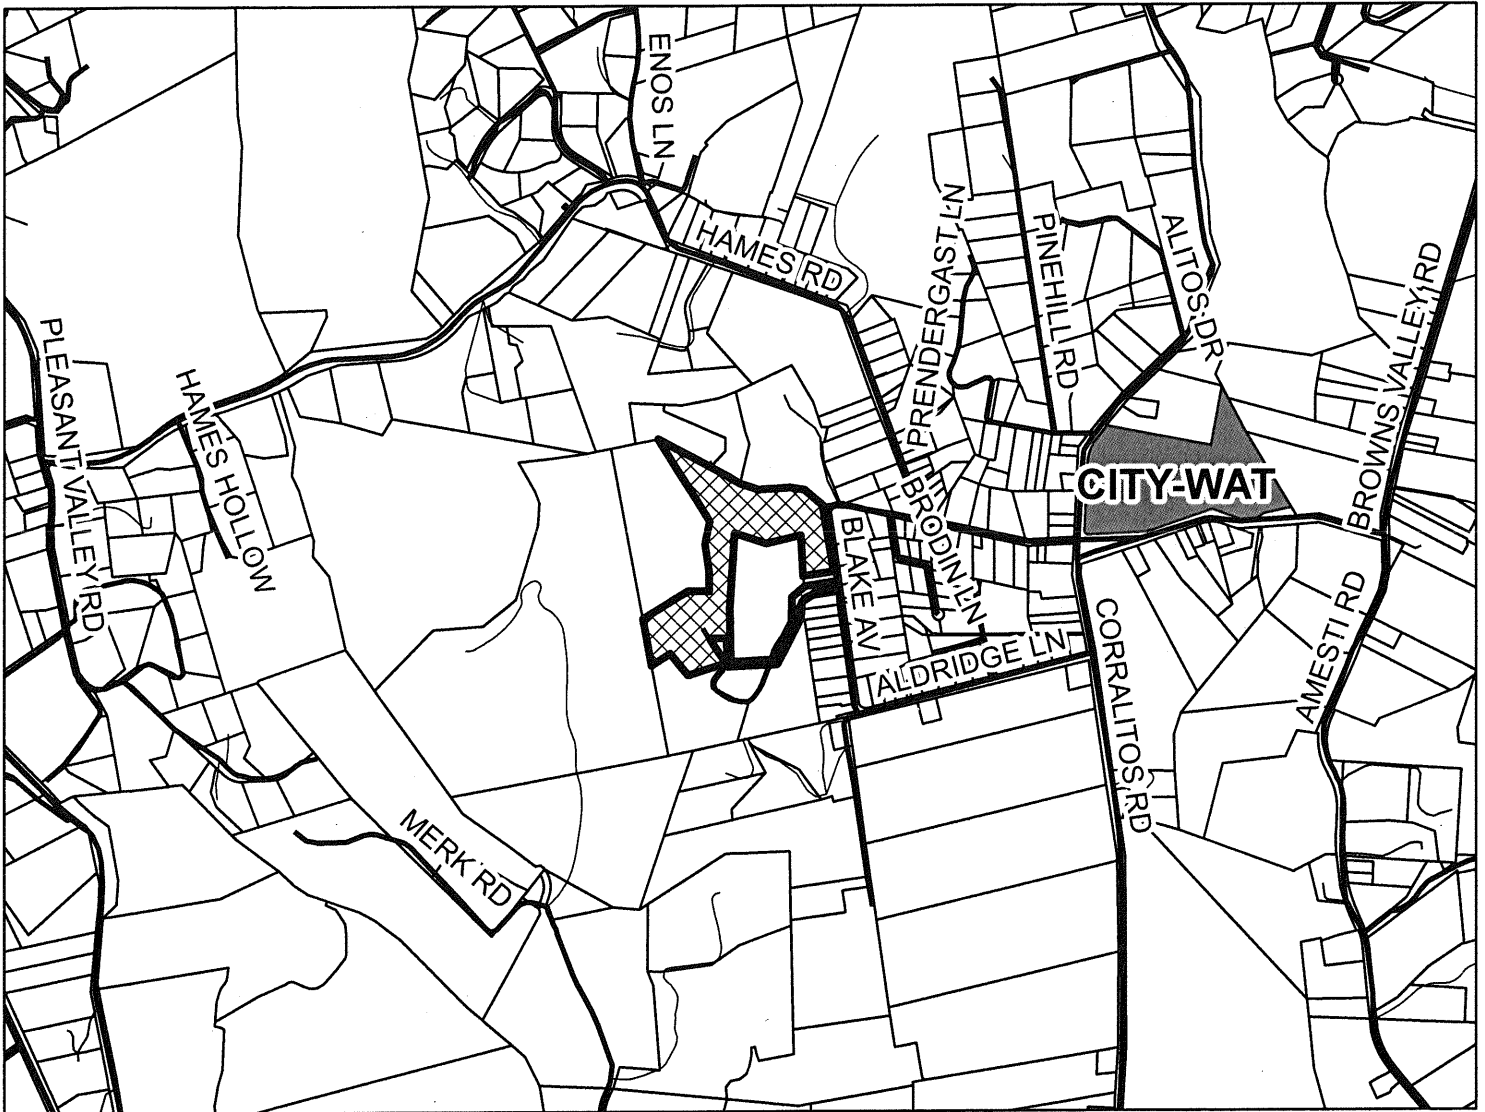 ENOS LN
HAMES RD
PRENDERGAST LN
PINEHILL RD
ALITOS DR
BROWNS VALLEY RD
PLEASANT VALLEY RD
HAMES HOLLOW
CITY-WAT
BRODIN LN
BLAKE AV
ALDRIDGE LN
CORRALITOS RD
AMESTI RD
MERK RD